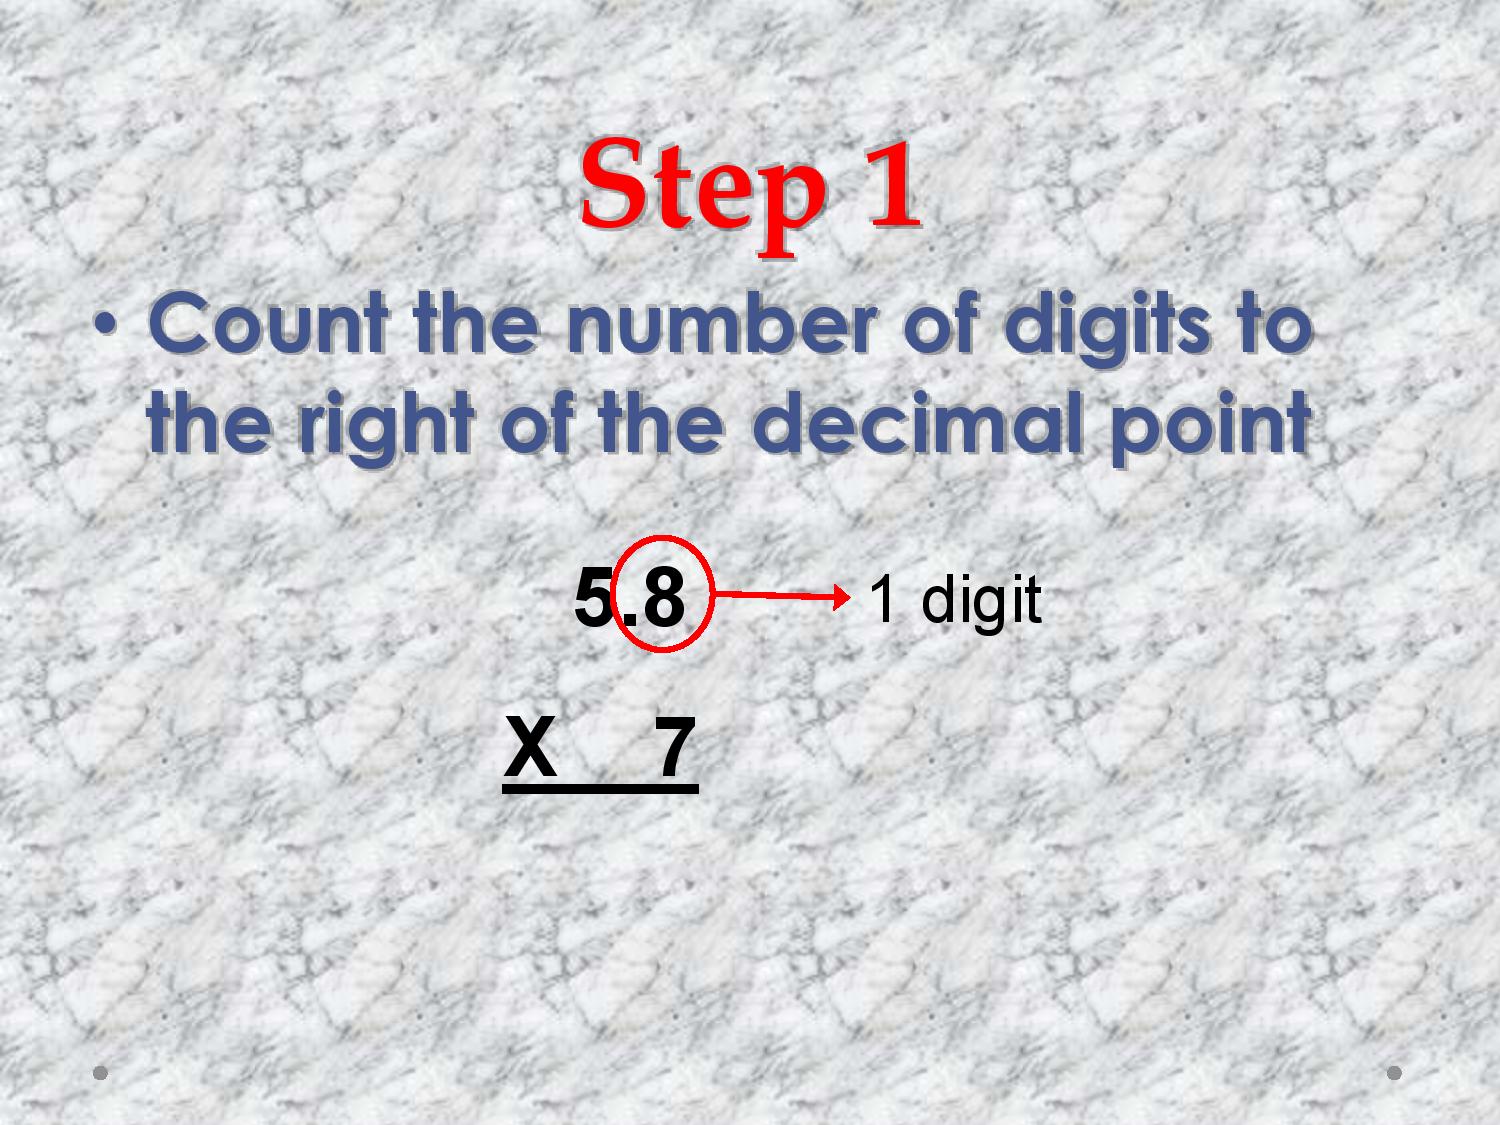 Step 1
• Count the number of digits to
the right of the decimal point
5.8 1 digit
X 7